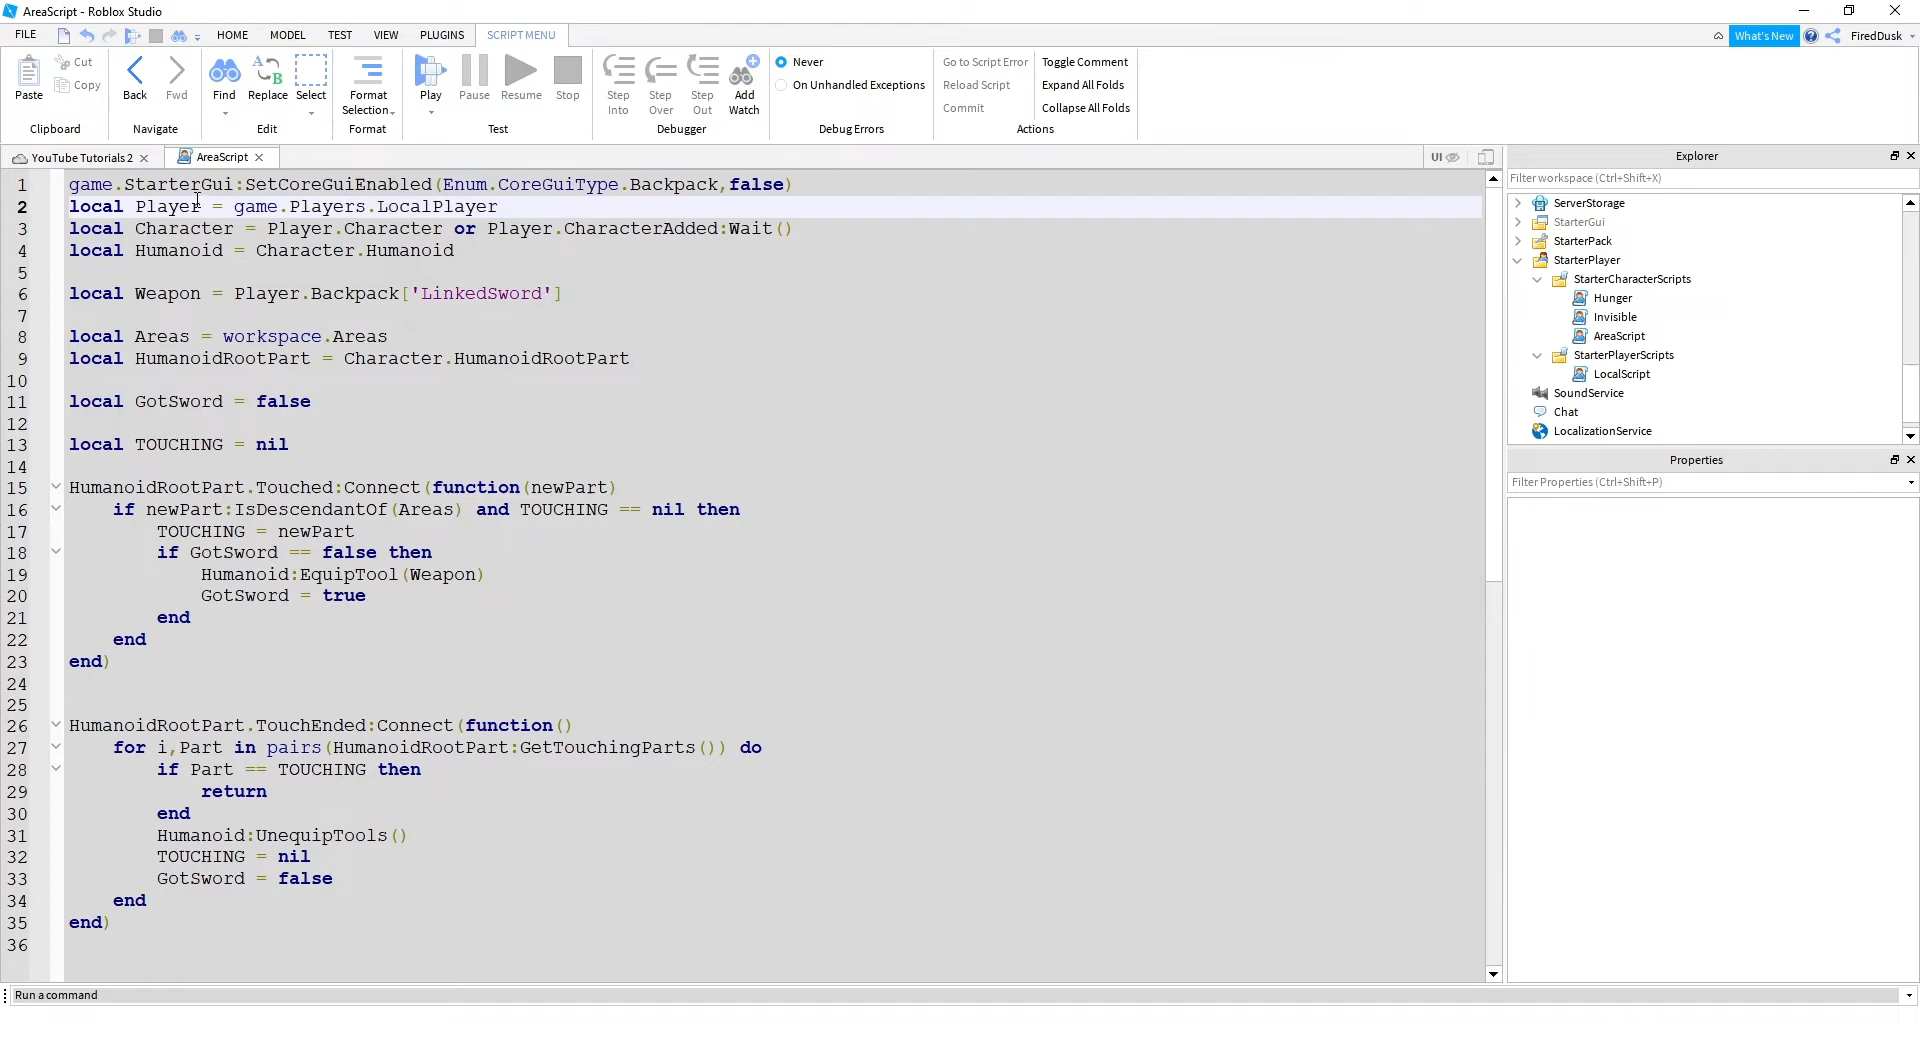 AreaScript - Roblox Studio
FILE HOME MODEL TEST VIEW PLUGINS SCRIPT MENU What's New FiredDusk
Paste
Cut
Copy
Clipboard
Back
Fwd
Navigate
Find
Replace
Select
Edit
Format
Selection
Format
Play
Pause
Resume
Stop
Test
Step
Into
Step
Over
Step
Out
Add
Watch
Debugger
Never
On Unhandled Exceptions
Debug Errors
Go to Script Error
Reload Script
Commit
Toggle Comment
Expand All Folds
Collapse All Folds
Actions
YouTube Tutorials 2
AreaScript
UI
1 game.StarterGui:SetCoreGuiEnabled(Enum.CoreGuiType.Backpack,false)
2 local Player = game.Players.LocalPlayer
3 local Character = Player.Character or Player.CharacterAdded:Wait()
4 local Humanoid = Character.Humanoid
5
6 local Weapon = Player.Backpack['LinkedSword']
7
8 local Areas = workspace.Areas
9 local HumanoidRootPart = Character.HumanoidRootPart
10
11 local GotSword = false
12
13 local TOUCHING = nil
14
15 HumanoidRootPart.Touched:Connect(function(newPart)
16 if newPart:IsDescendantOf(Areas) and TOUCHING == nil then
17 TOUCHING = newPart
18 if GotSword == false then
19 Humanoid:EquipTool(Weapon)
20 GotSword = true
21 end
22 end
23 end)
24
25
26 HumanoidRootPart.TouchEnded:Connect(function()
27 for i,Part in pairs(HumanoidRootPart:GetTouchingParts()) do
28 if Part == TOUCHING then
29 return
30 end
31 Humanoid:UnequipTools()
32 TOUCHING = nil
33 GotSword = false
34 end
35 end)
36
Explorer
Filter workspace (Ctrl+Shift+X)
ServerStorage
StarterGui
StarterPack
StarterPlayer
StarterCharacterScripts
Hunger
Invisible
AreaScript
StarterPlayerScripts
LocalScript
SoundService
Chat
LocalizationService
Properties
Filter Properties (Ctrl+Shift+P)
Run a command